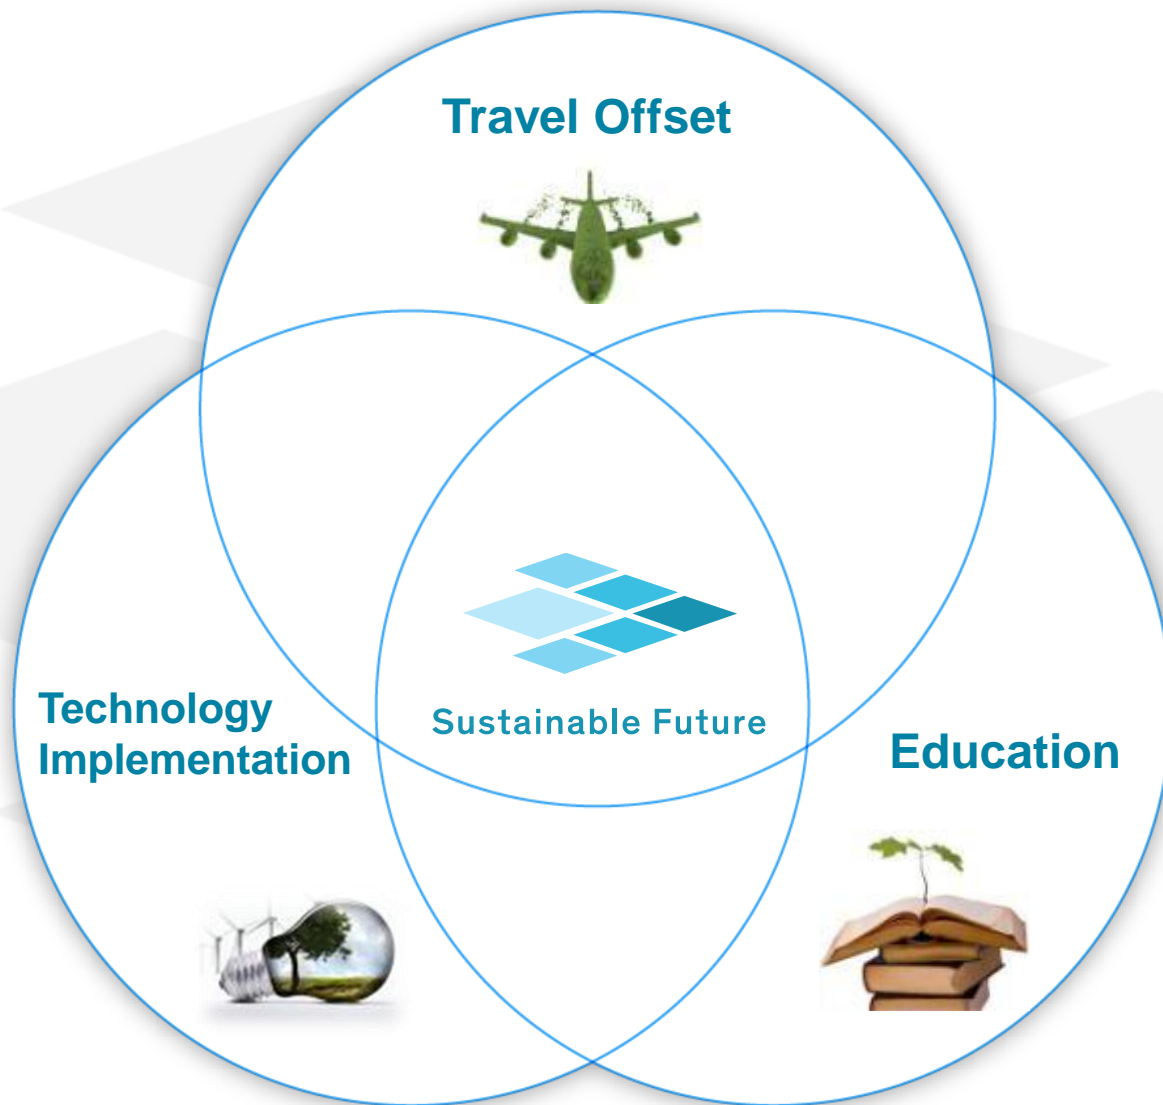 Travel Offset
Technology
Implementation
Sustainable Future
Education